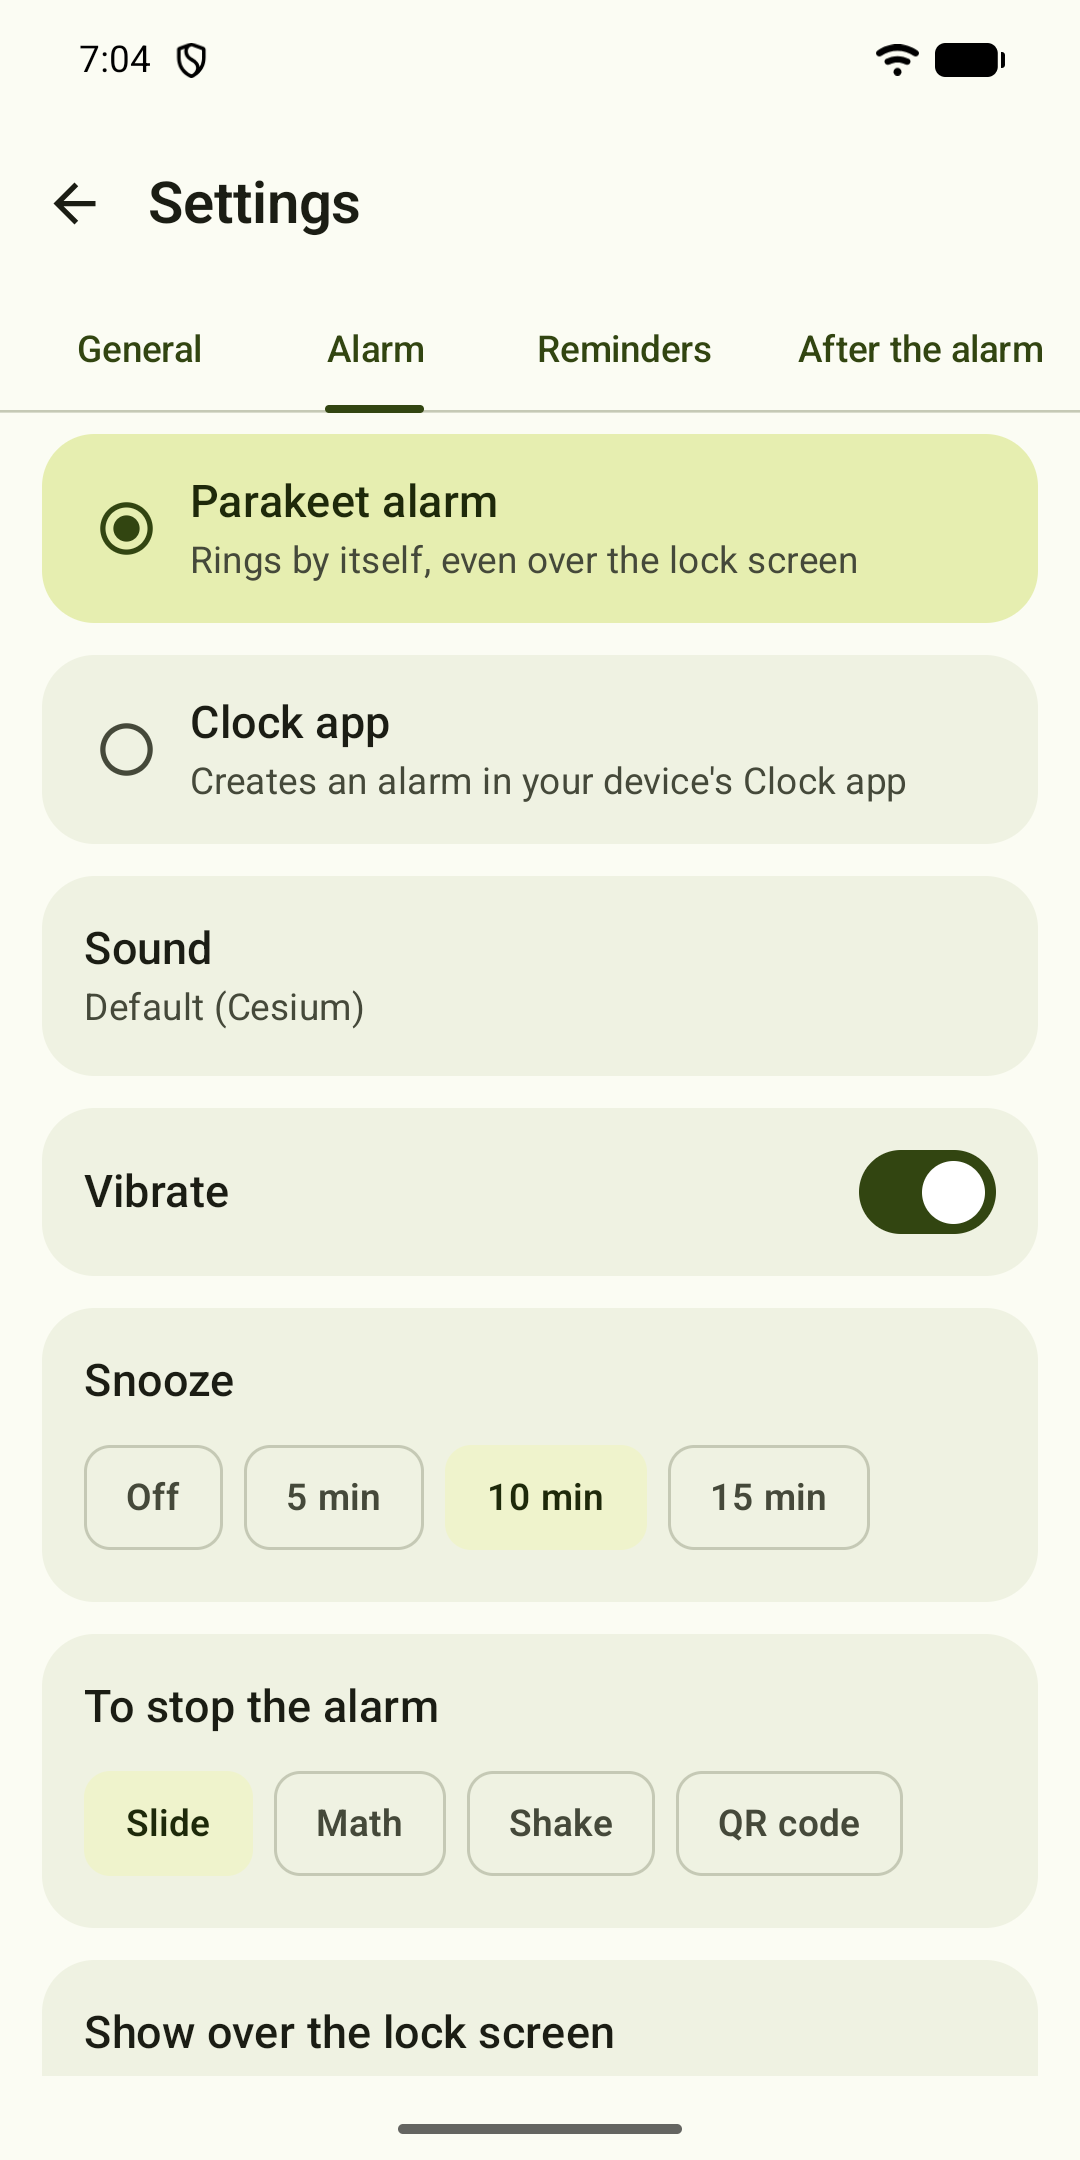 7:04
Settings
General
Alarm
Reminders
After the alarm
Parakeet alarm
Rings by itself, even over the lock screen
Clock app
Creates an alarm in your device's Clock app
Sound
Default (Cesium)
Vibrate
Snooze
Off
5 min
10 min
15 min
To stop the alarm
Slide
Math
Shake
QR code
Show over the lock screen